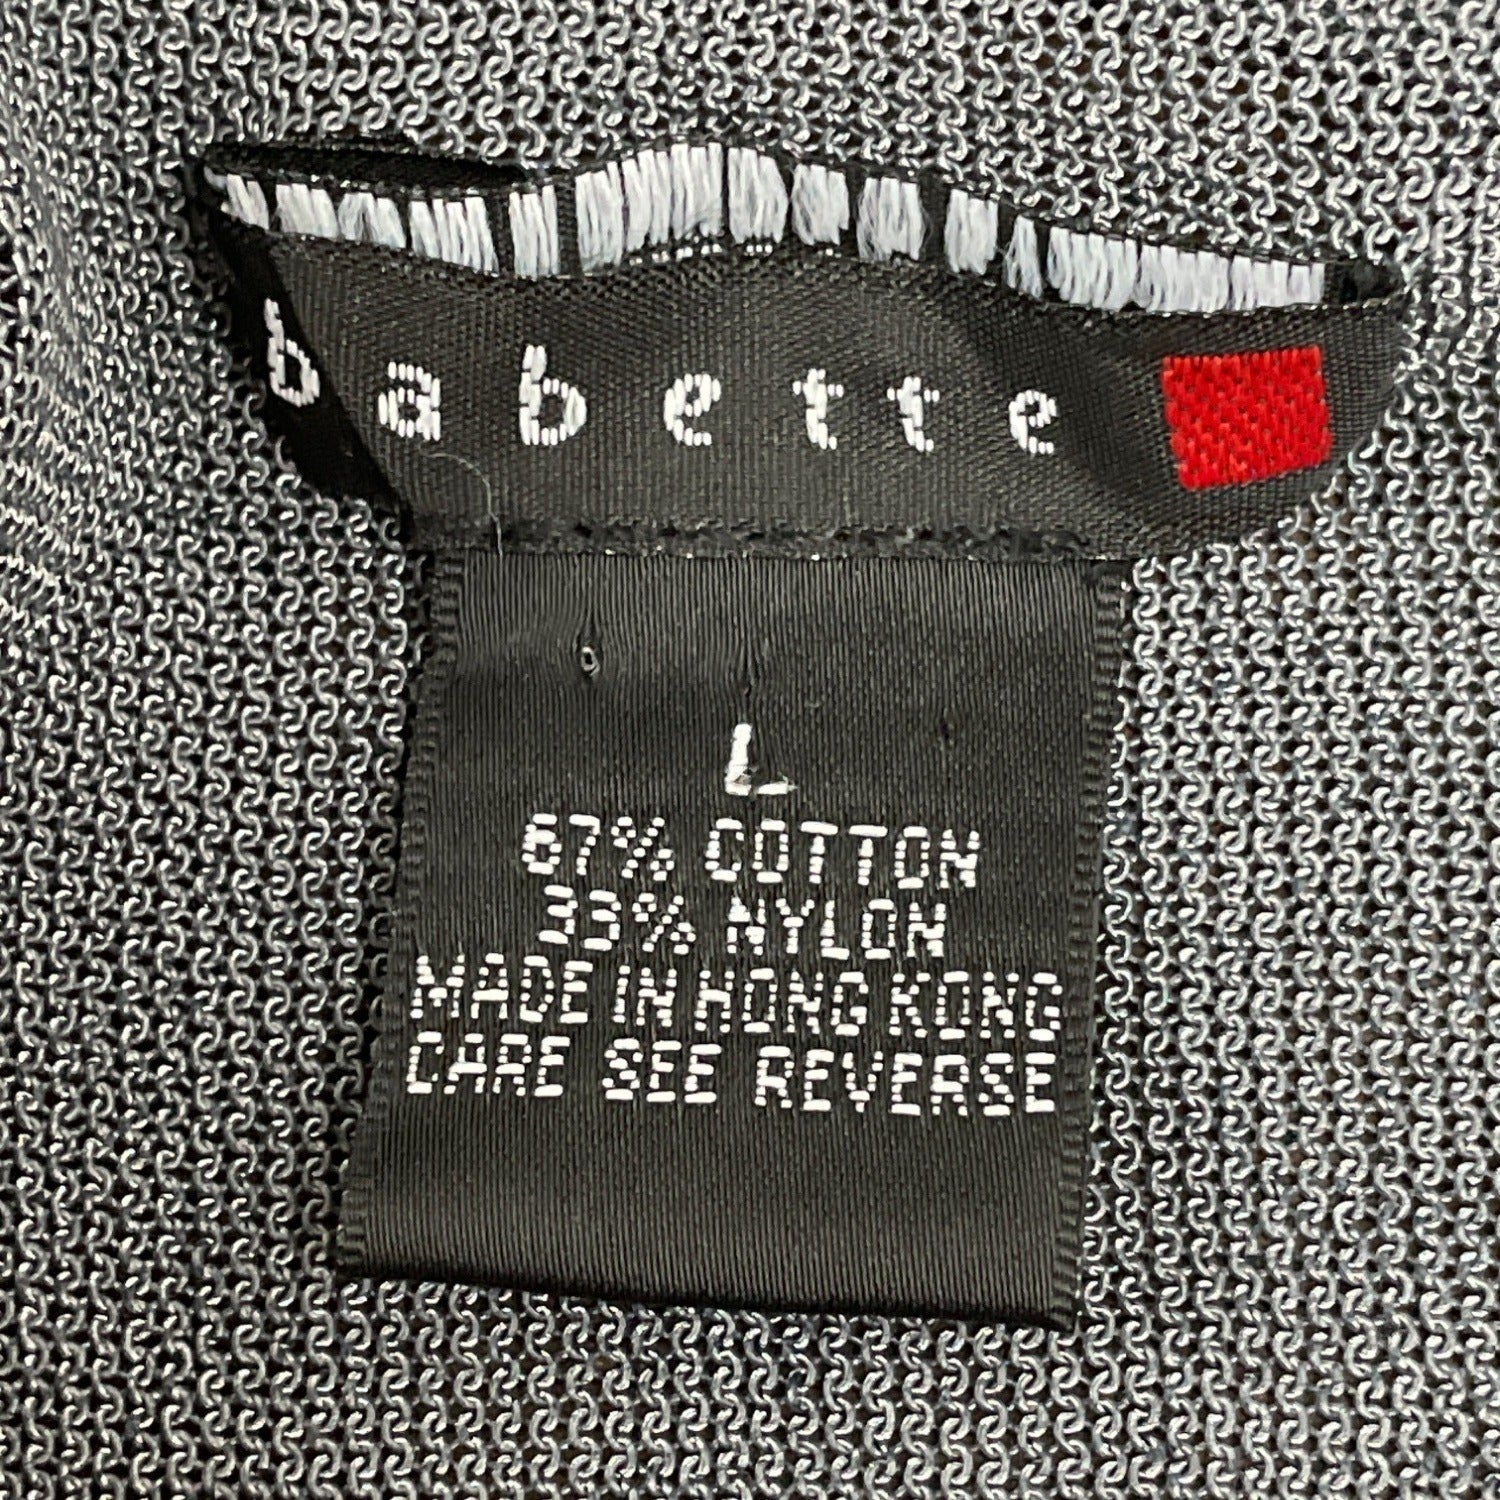 babette
L
67% COTTON
33% NYLON
MADE IN HONG KONG
CARE SEE REVERSE